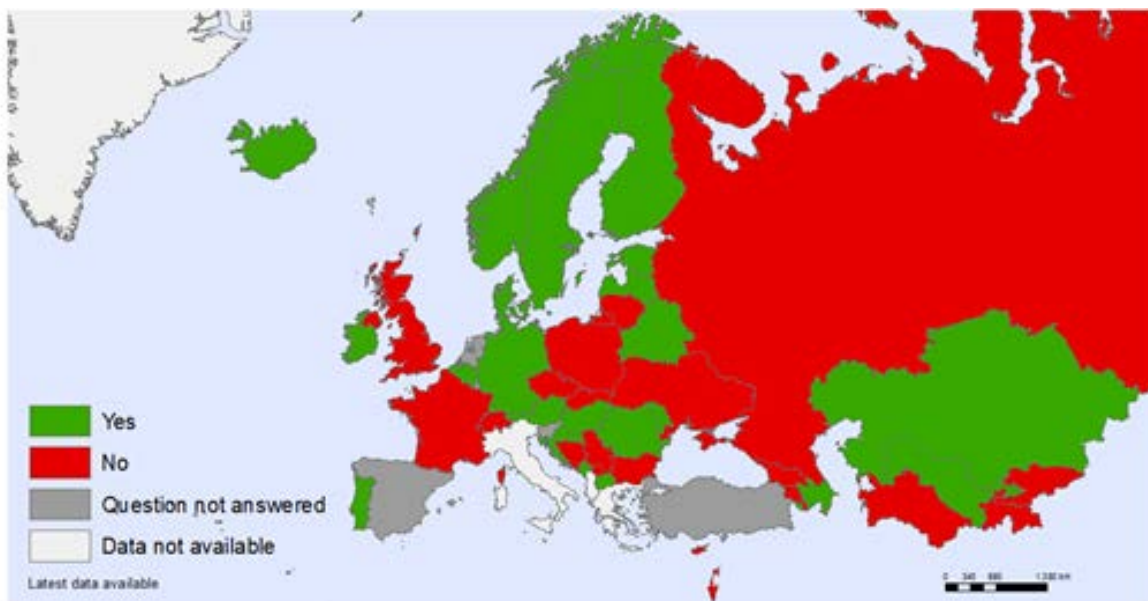 Yes
No
Question not answered
Data not available
Latest data available